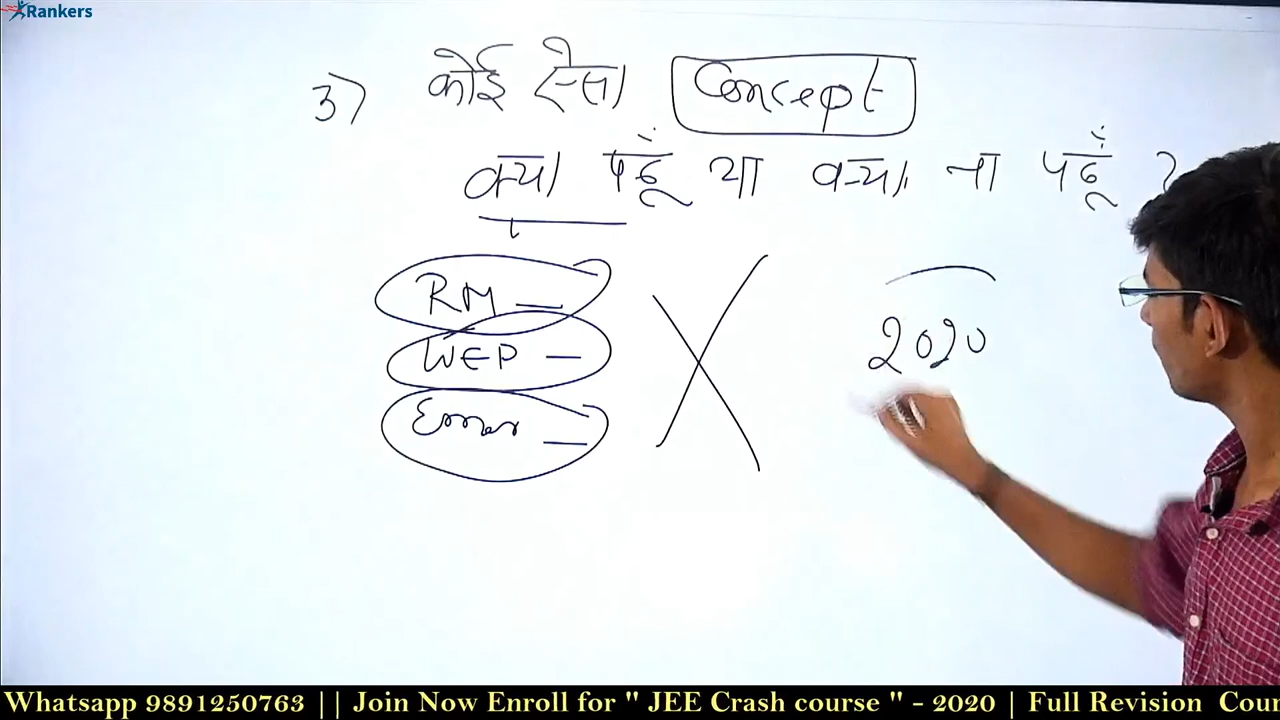 Rankers
3) कोई ऐसा Concept
क्या पढूँ या क्या ना पढूँ ?
RM —
WEP —
2020
Error —
Whatsapp 9891250763 || Join Now Enroll for " JEE Crash course " - 2020 | Full Revision Cour